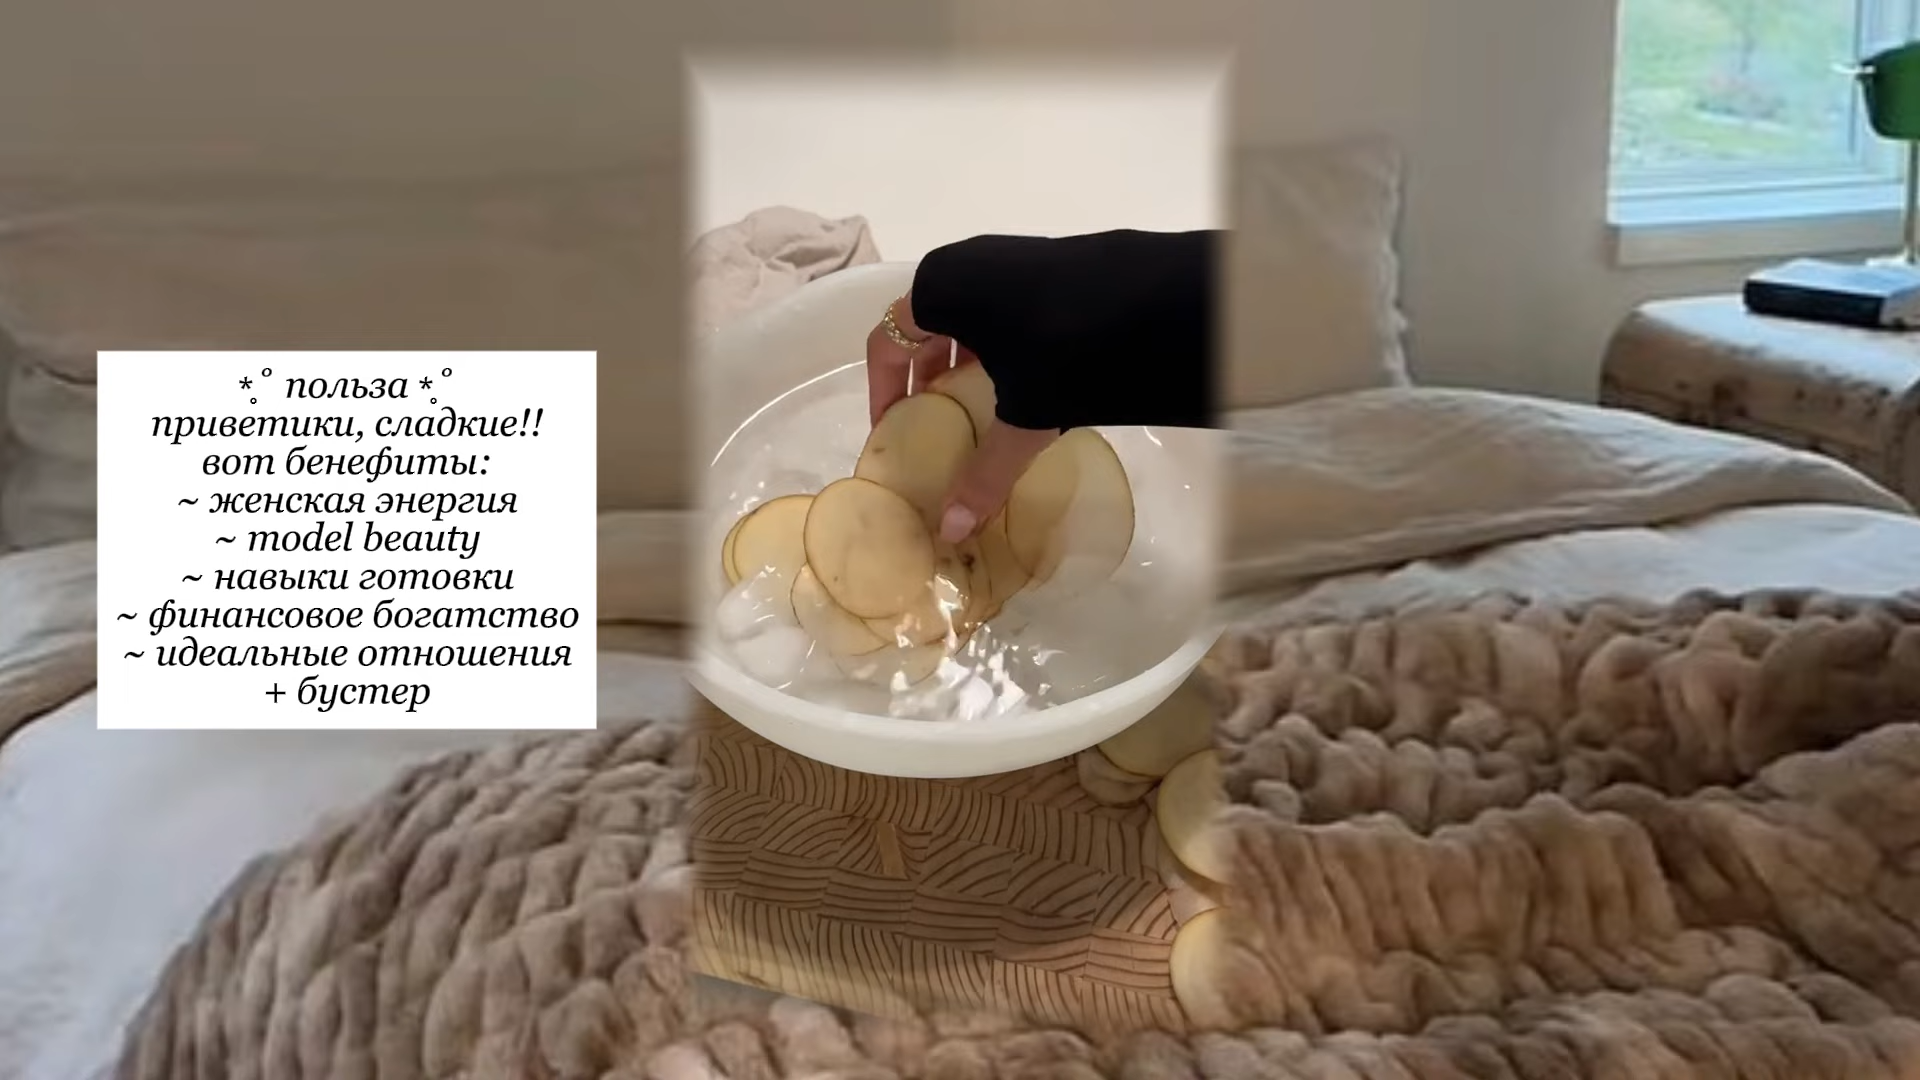 *˳˚ польза *˳˚
приветики, сладкие!!
вот бенефиты:
~ женская энергия
~ model beauty
~ навыки готовки
~ финансовое богатство
~ идеальные отношения
+ бустер